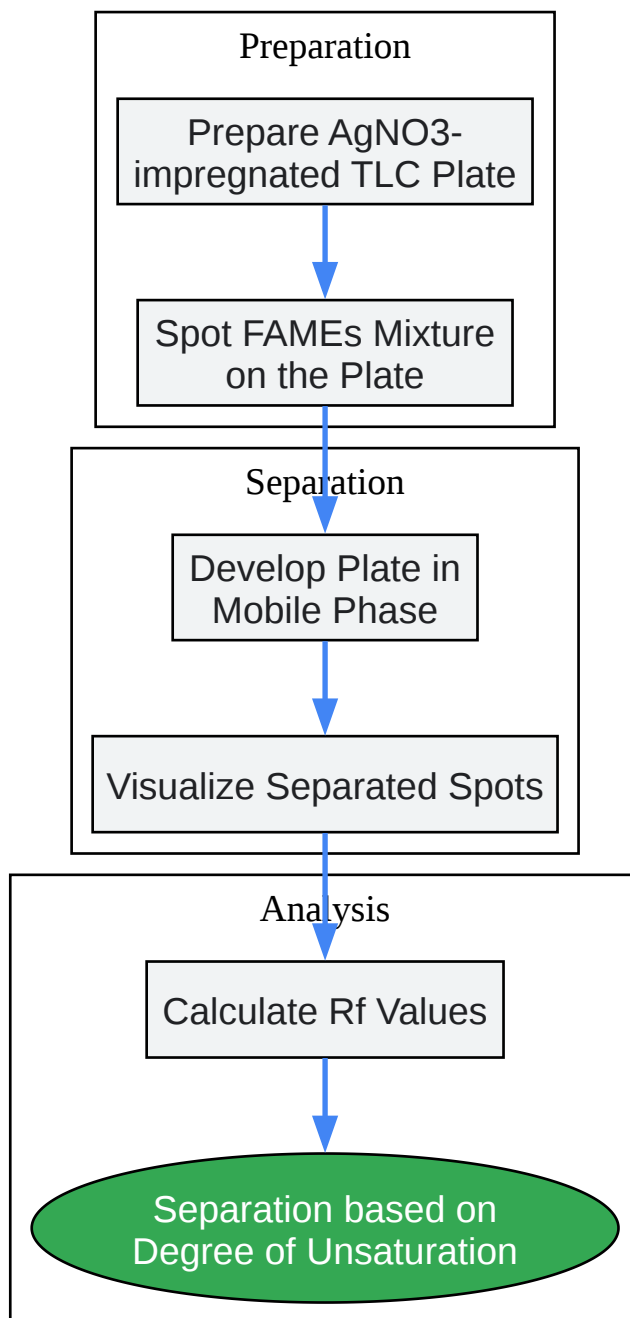 Preparation
Prepare AgNO3-
impregnated TLC Plate
Spot FAMEs Mixture
on the Plate
Separation
Develop Plate in
Mobile Phase
Visualize Separated Spots
Analysis
Calculate Rf Values
Separation based on
Degree of Unsaturation